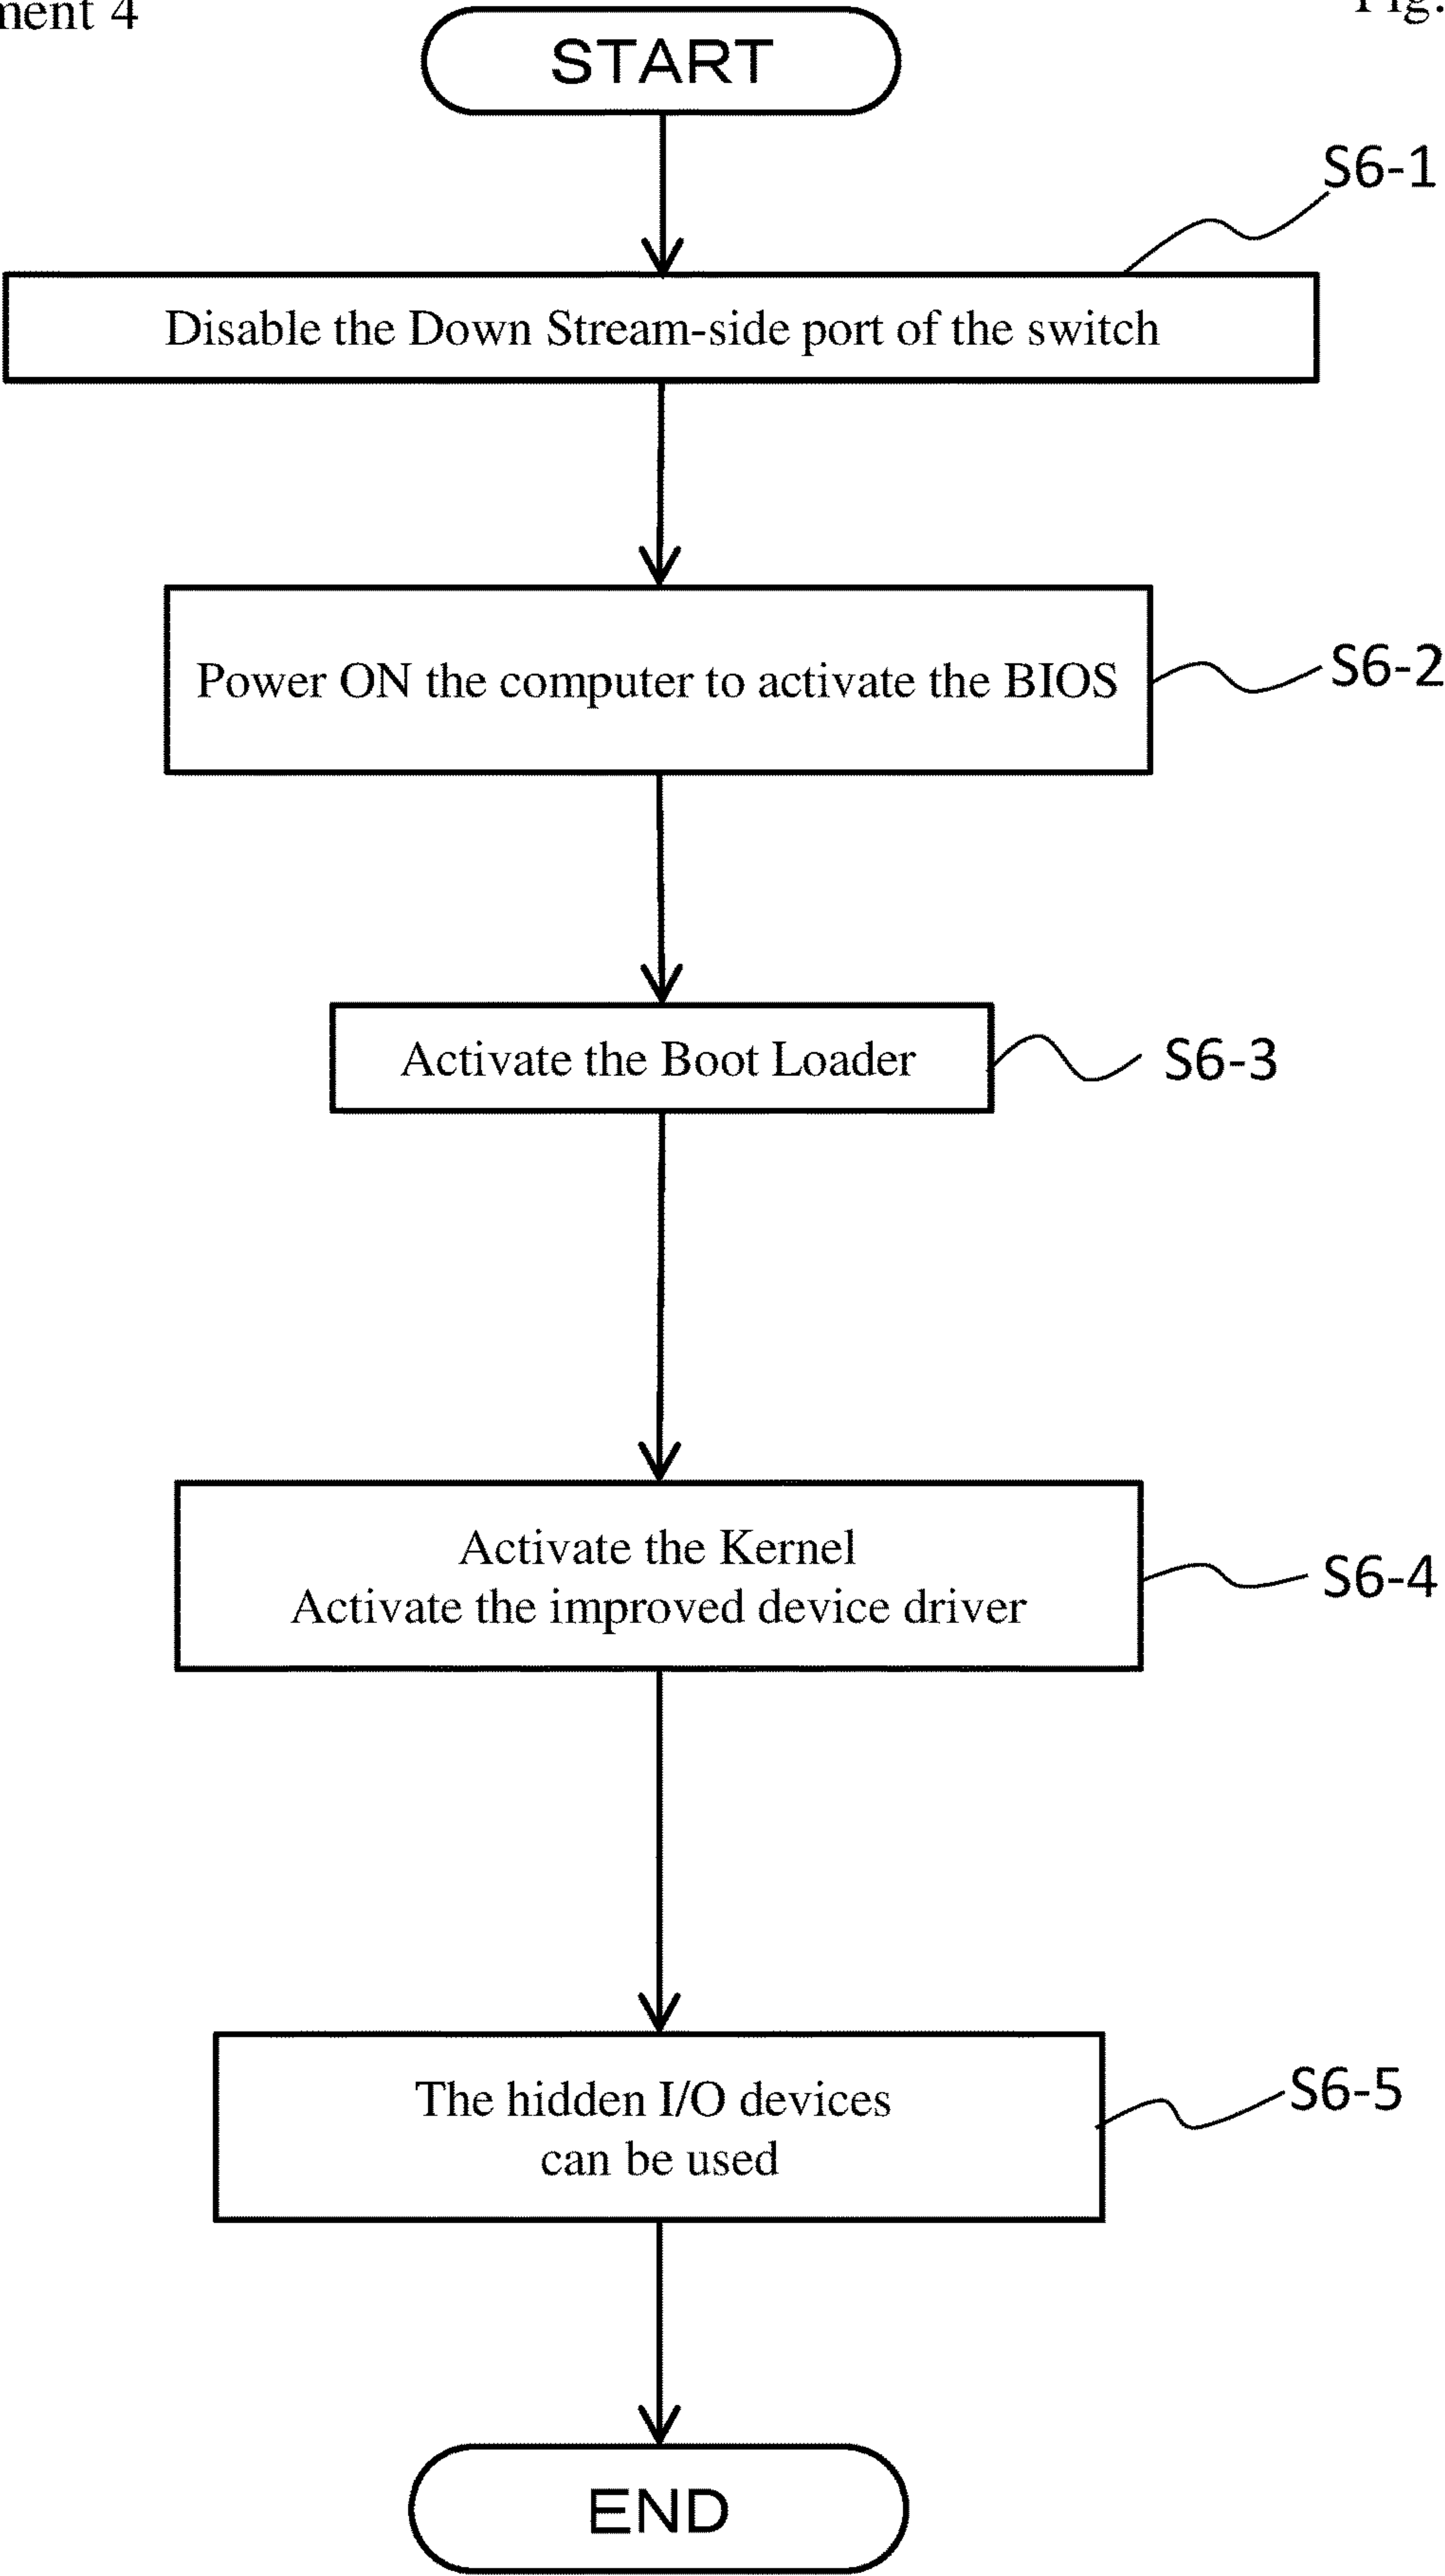 ment 4
Fig.
START
S6-1
Disable the Down Stream-side port of the switch
Power ON the computer to activate the BIOS
S6-2
Activate the Boot Loader
S6-3
Activate the Kernel
Activate the improved device driver
S6-4
The hidden I/O devices
can be used
S6-5
END